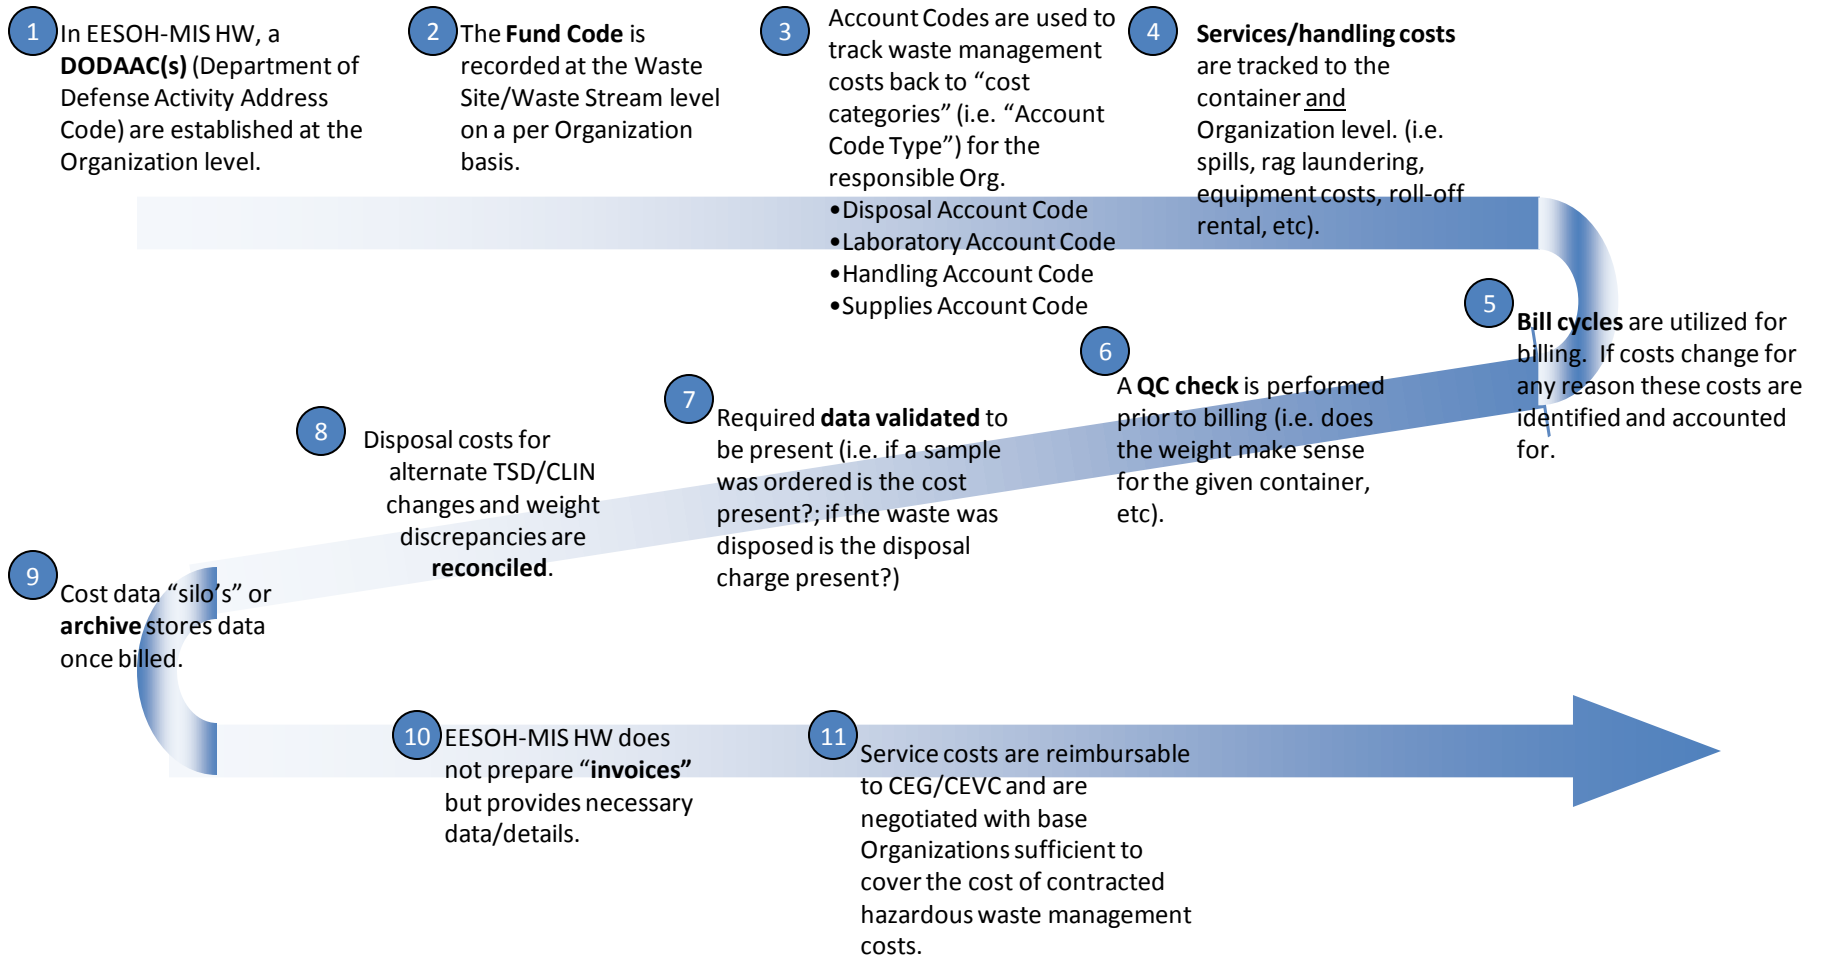 1
In EESOH-MIS HW, a
DODAAC(s) (Department of
Defense Activity Address
Code) are established at the
Organization level.
2
The Fund Code is
recorded at the Waste
Site/Waste Stream level
on a per Organization
basis.
3
Account Codes are used to
track waste management
costs back to “cost
categories” (i.e. “Account
Code Type”) for the
responsible Org.
•Disposal Account Code
•Laboratory Account Code
•Handling Account Code
•Supplies Account Code
4
Services/handling costs
are tracked to the
container and
Organization level. (i.e.
spills, rag laundering,
equipment costs, roll-off
rental, etc).
5
Bill cycles are utilized for
billing.  If costs change for
any reason these costs are
identified and accounted
for.
6
A QC check is performed
prior to billing (i.e. does
the weight make sense
for the given container,
etc).
7
Required data validated to
be present (i.e. if a sample
was ordered is the cost
present?; if the waste was
disposed is the disposal
charge present?)
8
Disposal costs for
alternate TSD/CLIN
changes and weight
discrepancies are
reconciled.
9
Cost data “silo’s” or
archive stores data
once billed.
10
EESOH-MIS HW does
not prepare “invoices”
but provides necessary
data/details.
11
Service costs are reimbursable
to CEG/CEVC and are
negotiated with base
Organizations sufficient to
cover the cost of contracted
hazardous waste management
costs.